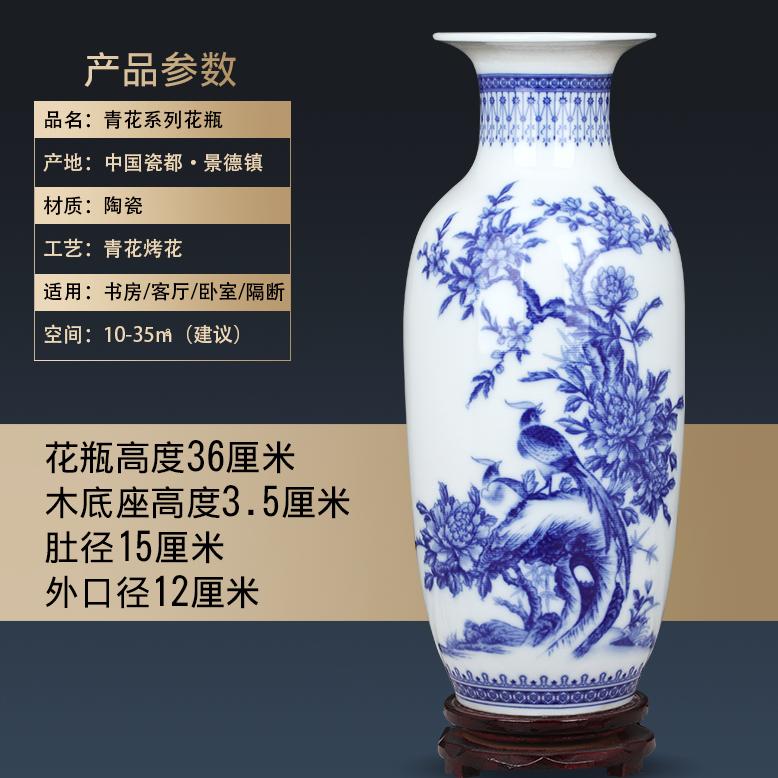 产品参数
品名：青花系列花瓶
产地：中国瓷都·景德镇
材质：陶瓷
工艺：青花烤花
适用：书房/客厅/卧室/隔断
空间：10-35㎡（建议）
花瓶高度36厘米
木底座高度3.5厘米
肚径15厘米
外口径12厘米